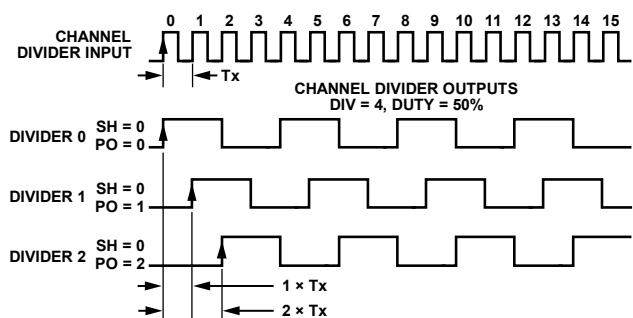 CHANNEL
DIVIDER INPUT
0 1 2 3 4 5 6 7 8 9 10 11 12 13 14 15
Tx
CHANNEL DIVIDER OUTPUTS
DIV = 4, DUTY = 50%
DIVIDER 0
SH = 0
PO = 0
DIVIDER 1
SH = 0
PO = 1
DIVIDER 2
SH = 0
PO = 2
1 × Tx
2 × Tx